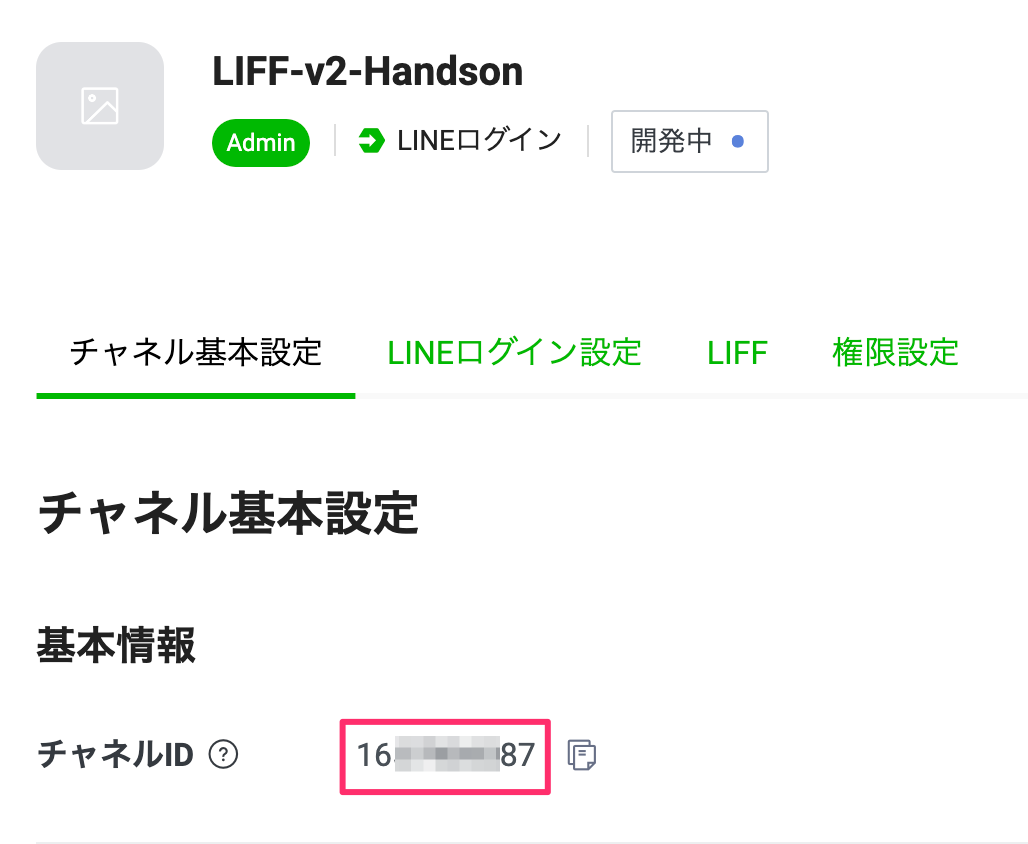 LIFF-v2-Handson
Admin LINEログイン 開発中
チャネル基本設定 LINEログイン設定 LIFF 権限設定
チャネル基本設定
基本情報
チャネルID ? 16 87